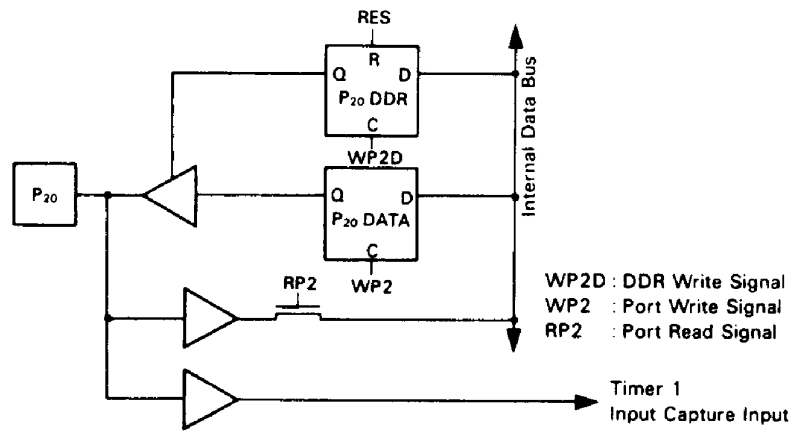 RES
R
Q D
P₂₀ DDR
C
WP2D
Internal Data Bus
P₂₀
Q D
P₂₀ DATA
C
WP2
RP2
WP2D : DDR Write Signal
WP2 : Port Write Signal
RP2 : Port Read Signal
Timer 1
Input Capture Input